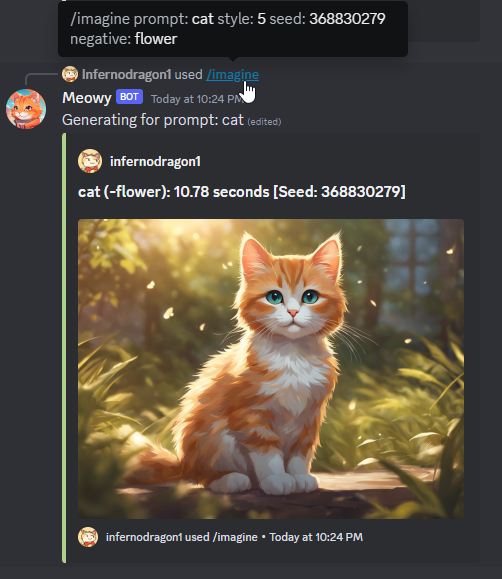 /imagine prompt: cat style: 5 seed: 368830279
negative: flower
Infernodragon1 used /imagine
Meowy BOT Today at 10:24 PM
Generating for prompt: cat (edited)
infernodragon1
cat (-flower): 10.78 seconds [Seed: 368830279]
infernodragon1 used /imagine • Today at 10:24 PM